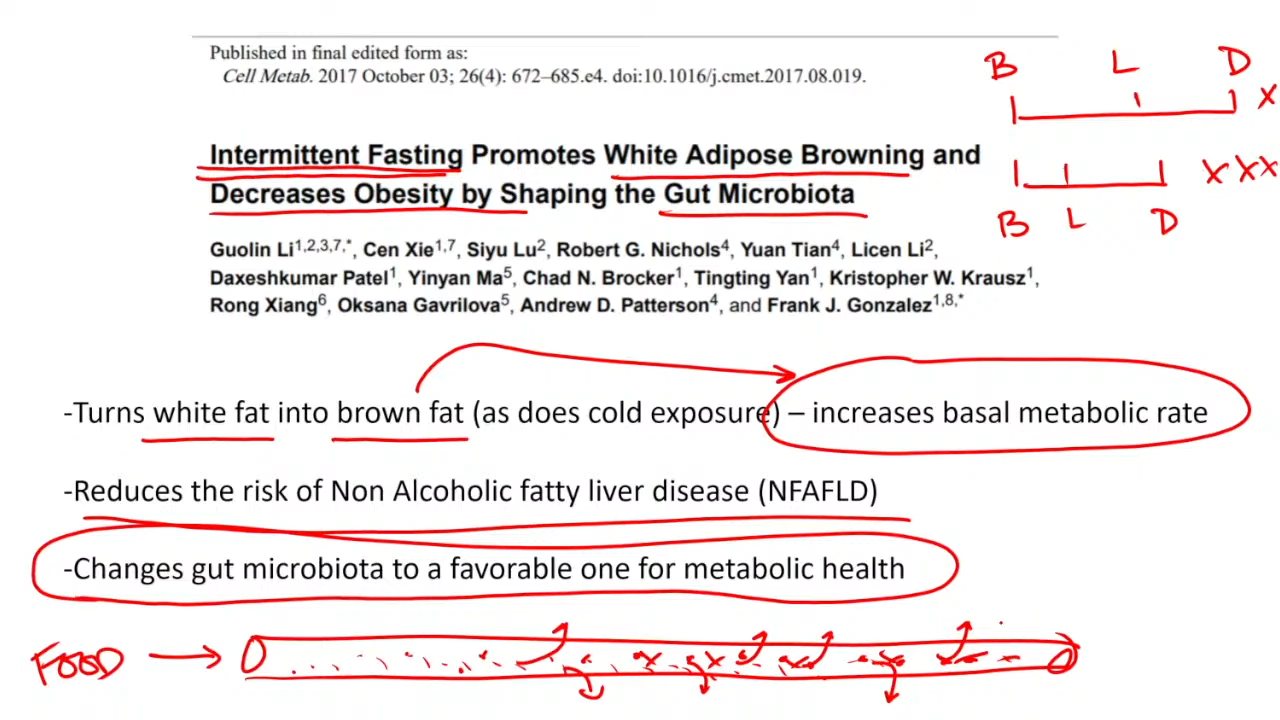 Published in final edited form as:
Cell Metab. 2017 October 03; 26(4): 672–685.e4. doi:10.1016/j.cmet.2017.08.019.
B L D
X
Intermittent Fasting Promotes White Adipose Browning and
Decreases Obesity by Shaping the Gut Microbiota
XXX
B L D
Guolin Li1,2,3,7,*, Cen Xie1,7, Siyu Lu2, Robert G. Nichols4, Yuan Tian4, Licen Li2,
Daxeshkumar Patel1, Yinyan Ma5, Chad N. Brocker1, Tingting Yan1, Kristopher W. Krausz1,
Rong Xiang6, Oksana Gavrilova5, Andrew D. Patterson4, and Frank J. Gonzalez1,8,*
-Turns white fat into brown fat (as does cold exposure) – increases basal metabolic rate
-Reduces the risk of Non Alcoholic fatty liver disease (NFAFLD)
-Changes gut microbiota to a favorable one for metabolic health
FOOD